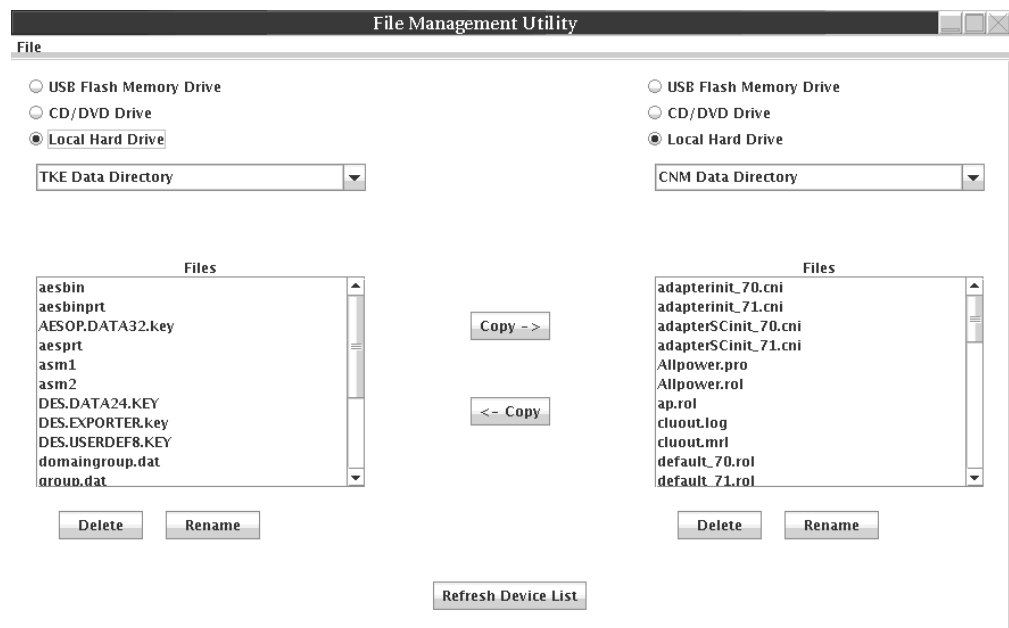 File Management Utility
File
USB Flash Memory Drive
CD/DVD Drive
Local Hard Drive
TKE Data Directory
Files
aesbin
aesbinprt
AESOP.DATA32.key
aesprt
asm1
asm2
DES.DATA24.KEY
DES.EXPORTER.key
DES.USERDEF8.KEY
domaingroup.dat
group.dat
Delete Rename
Copy ->
<- Copy
USB Flash Memory Drive
CD/DVD Drive
Local Hard Drive
CNM Data Directory
Files
adapterinit_70.cni
adapterinit_71.cni
adapterSCinit_70.cni
adapterSCinit_71.cni
Allpower.pro
Allpower.rol
ap.rol
cluout.log
cluout.mrl
default_70.rol
default_71.rol
Delete Rename
Refresh Device List